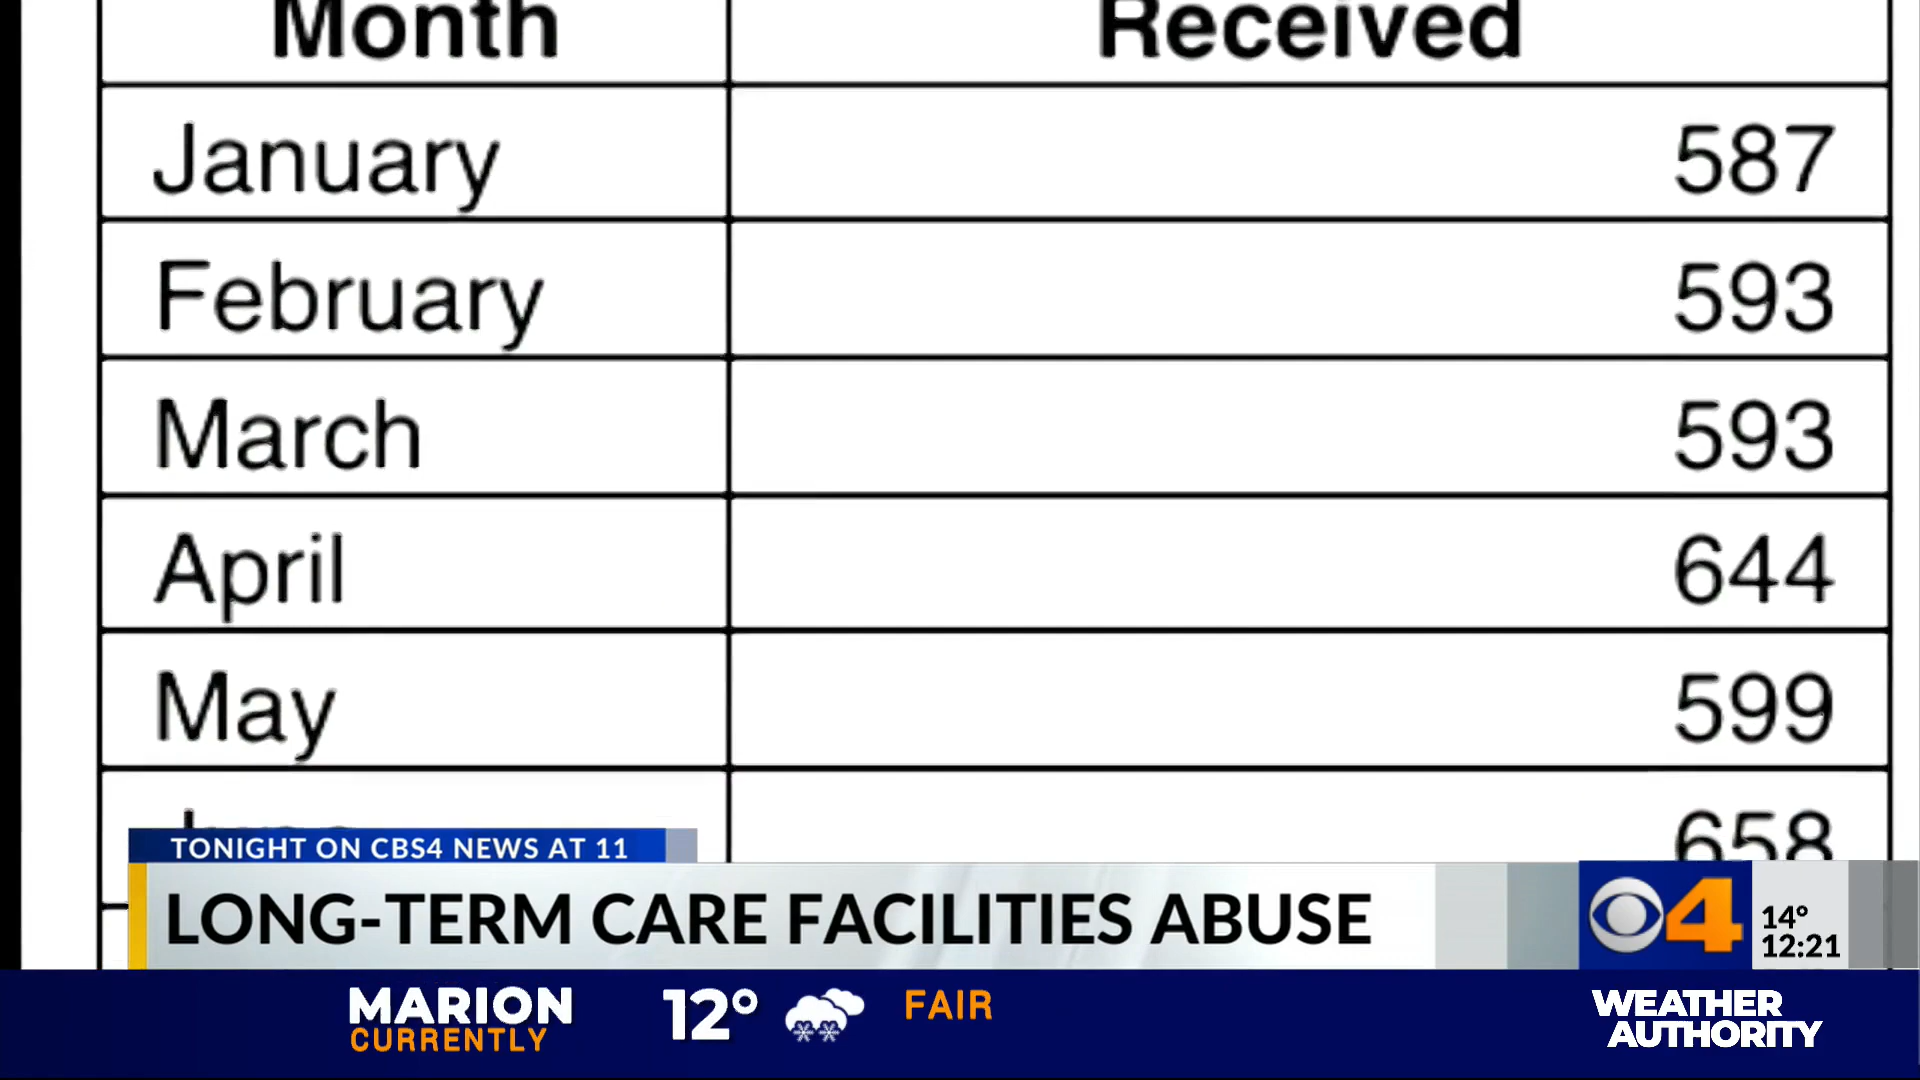 Month Received
January 587
February 593
March 593
April 644
May 599
658
TONIGHT ON CBS4 NEWS AT 11
LONG-TERM CARE FACILITIES ABUSE
4
14°
12:21
MARION
CURRENTLY
12°
FAIR
WEATHER
AUTHORITY